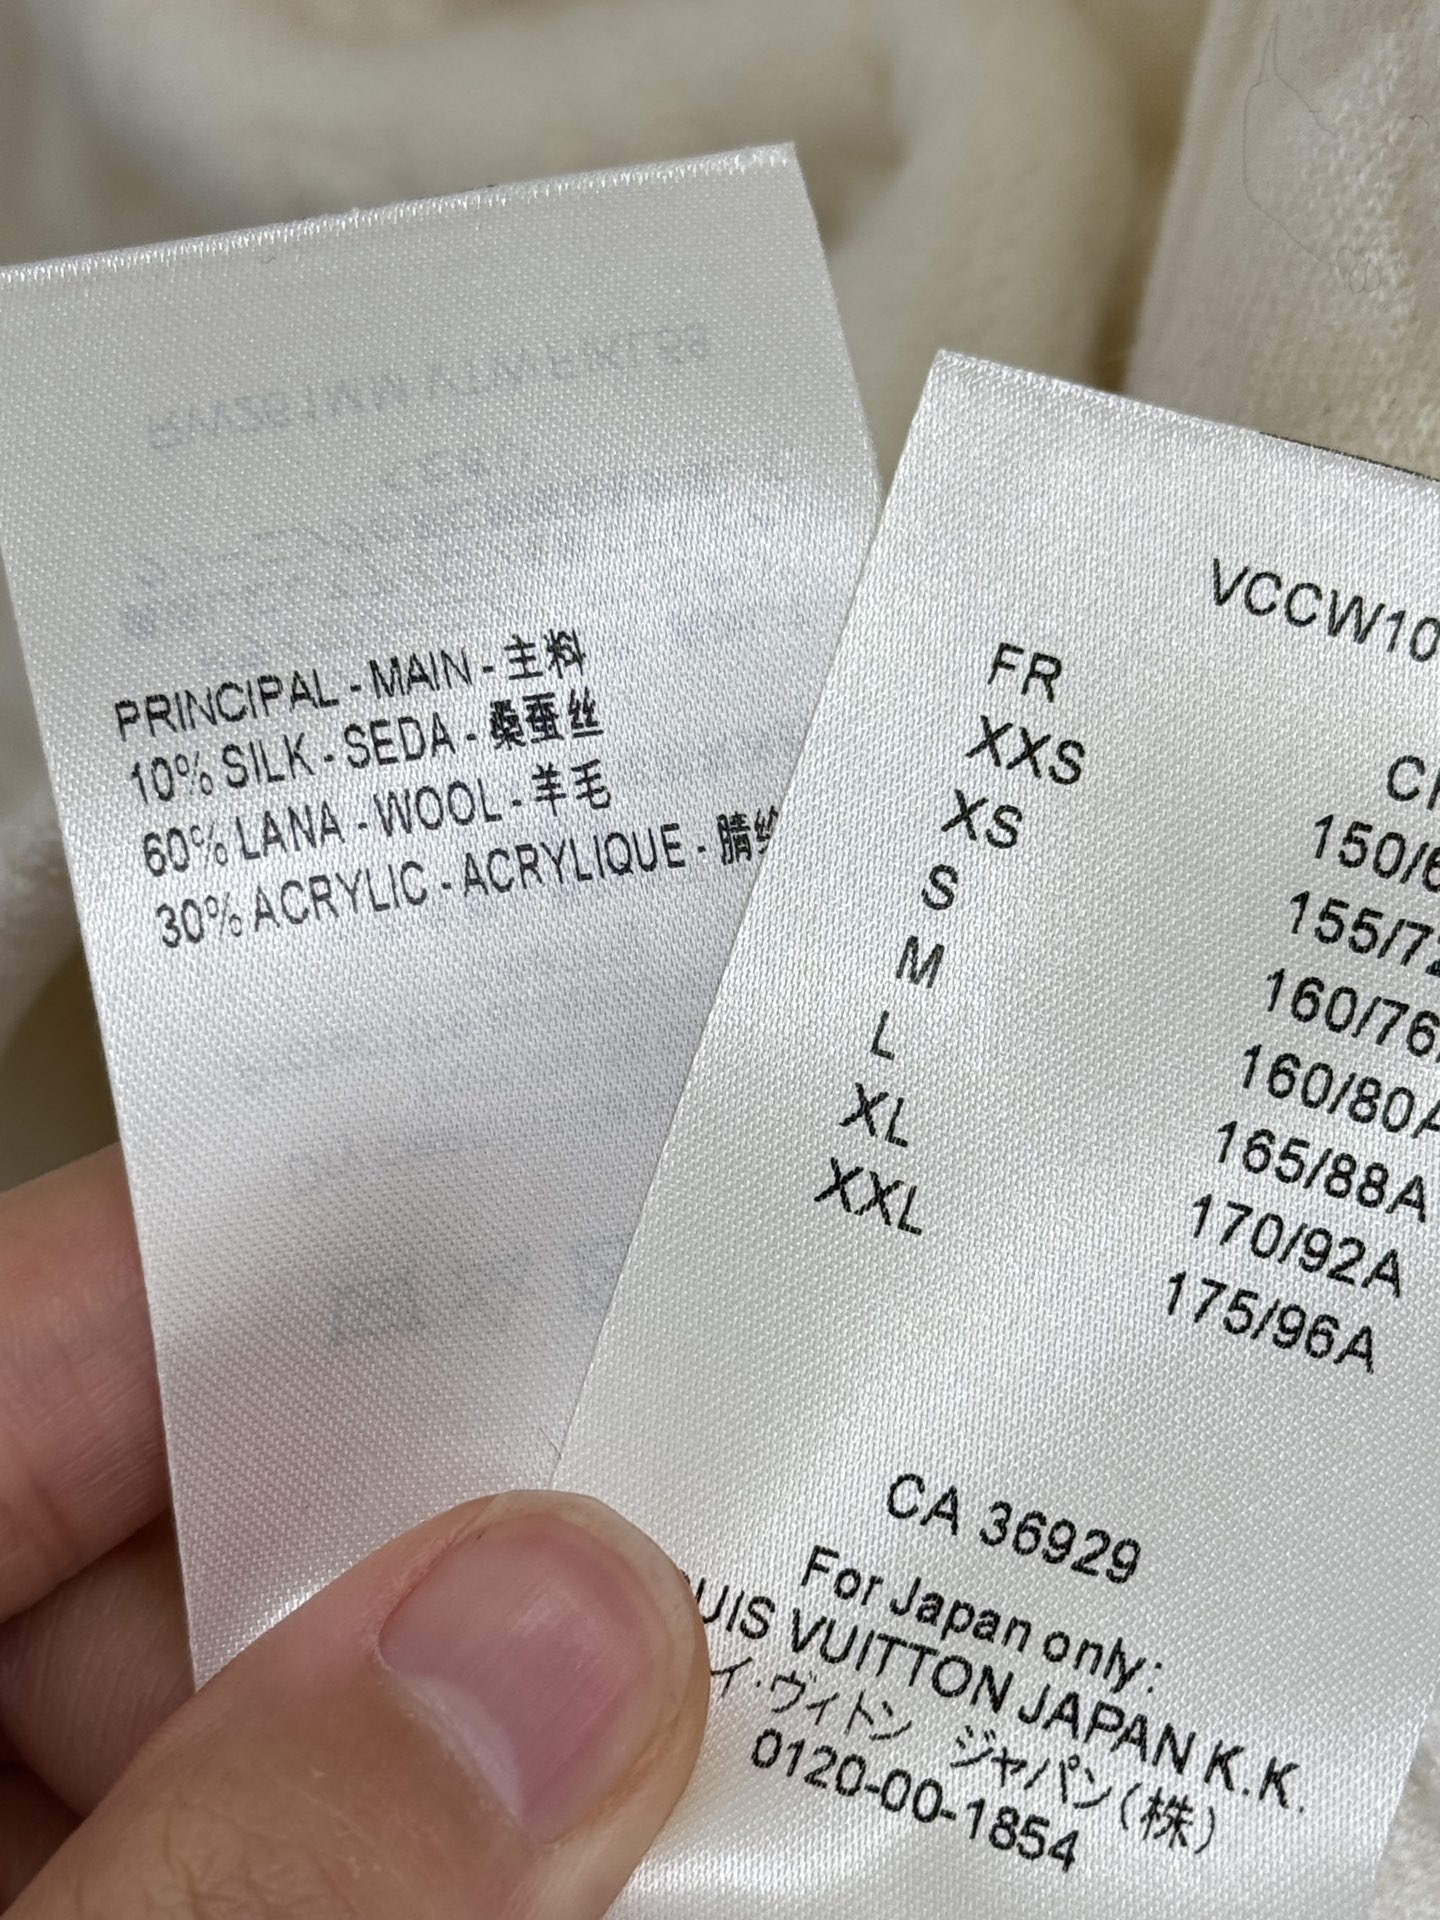 PRINCIPAL - MAIN - 主料
10% SILK - SEDA - 桑蚕丝
60% LANA - WOOL - 羊毛
30% ACRYLIC - ACRYLIQUE - 腈
VCCW10
FR
XXS
XS
S
M
L
XL
XXL
150/6
155/72
160/76
160/80A
165/88A
170/92A
175/96A
CA 36929
For Japan only:
UIS VUITTON JAPAN K.K.
イ·ヴィトン ジャパン(株)
0120-00-1854